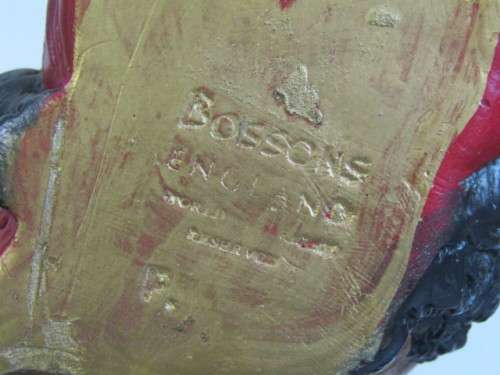 BOSSONS
ENGLAND
WORLD
RESERVED
P.